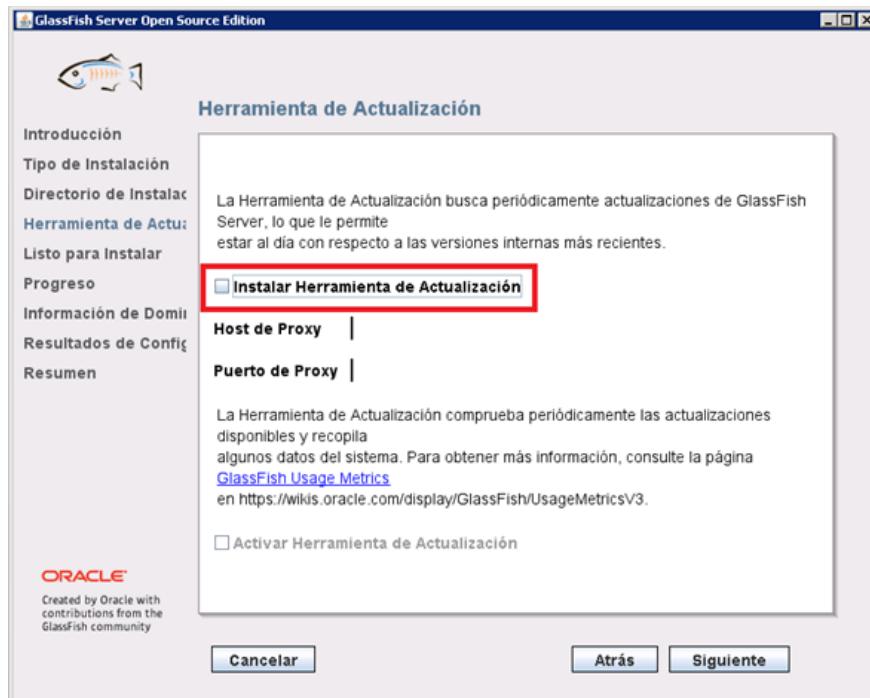 GlassFish Server Open Source Edition
Herramienta de Actualización
Introducción
Tipo de Instalación
Directorio de Instalac
Herramienta de Actua
Listo para Instalar
Progreso
Información de Domin
Resultados de Config
Resumen
La Herramienta de Actualización busca periódicamente actualizaciones de GlassFish
Server, lo que le permite
estar al día con respecto a las versiones internas más recientes.
Instalar Herramienta de Actualización
Host de Proxy
Puerto de Proxy
La Herramienta de Actualización comprueba periódicamente las actualizaciones
disponibles y recopila
algunos datos del sistema. Para obtener más información, consulte la página
GlassFish Usage Metrics
en https://wikis.oracle.com/display/GlassFish/UsageMetricsV3.
Activar Herramienta de Actualización
ORACLE
Created by Oracle with
contributions from the
GlassFish community
Cancelar
Atrás
Siguiente